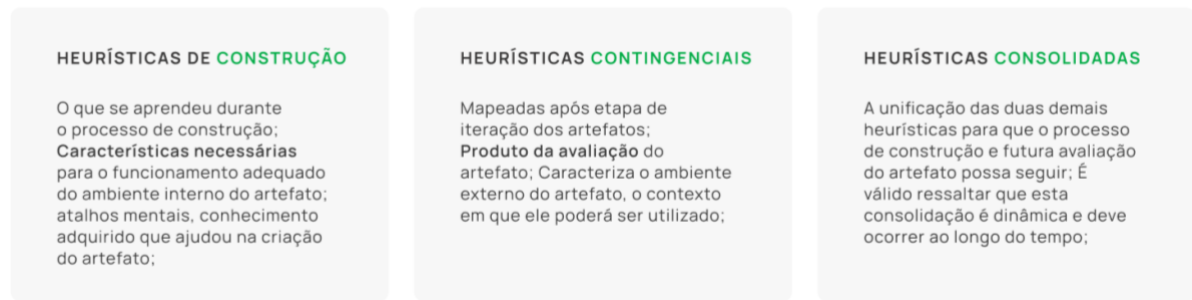 HEURÍSTICAS DE CONSTRUÇÃO
O que se aprendeu durante
o processo de construção;
Características necessárias
para o funcionamento adequado
do ambiente interno do artefato;
atalhos mentais, conhecimento
adquirido que ajudou na criação
do artefato;
HEURÍSTICAS CONTINGENCIAIS
Mapeadas após etapa de
iteração dos artefatos;
Produto da avaliação do
artefato; Caracteriza o ambiente
externo do artefato, o contexto
em que ele poderá ser utilizado;
HEURÍSTICAS CONSOLIDADAS
A unificação das duas demais
heurísticas para que o processo
de construção e futura avaliação
do artefato possa seguir; É
válido ressaltar que esta
consolidação é dinâmica e deve
ocorrer ao longo do tempo;